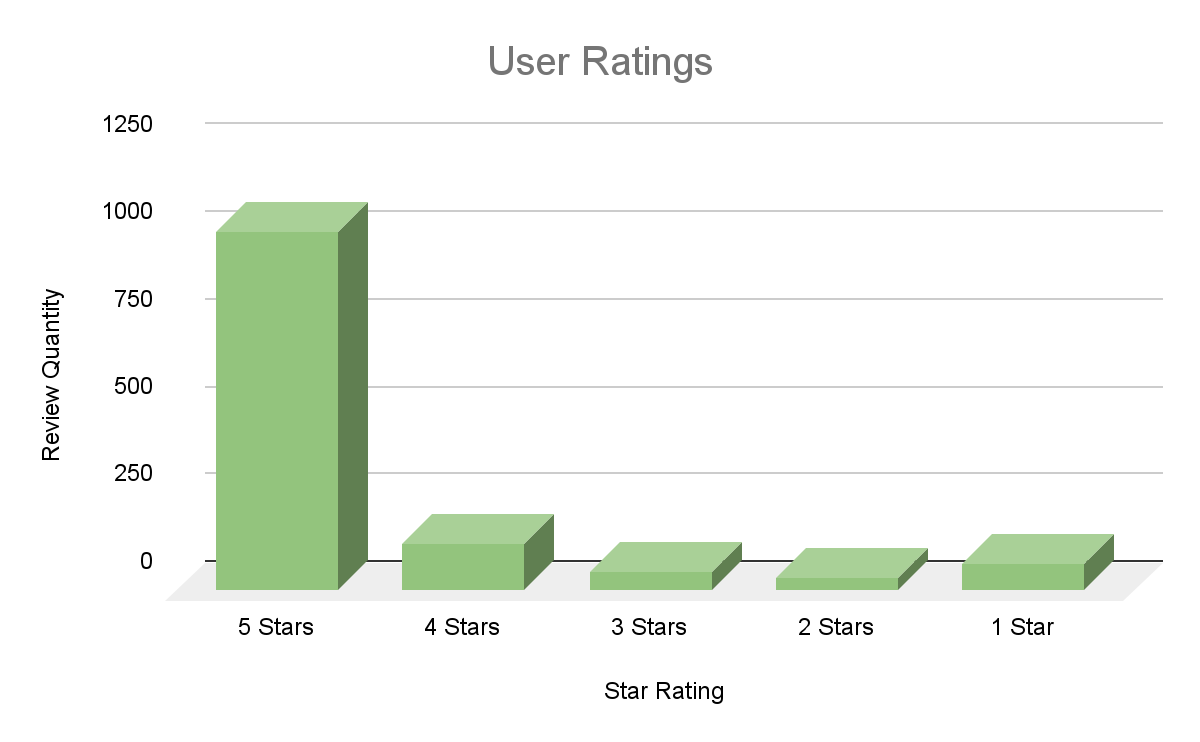 User Ratings
1250
1000
750
500
250
0
Review Quantity
5 Stars
4 Stars
3 Stars
2 Stars
1 Star
Star Rating